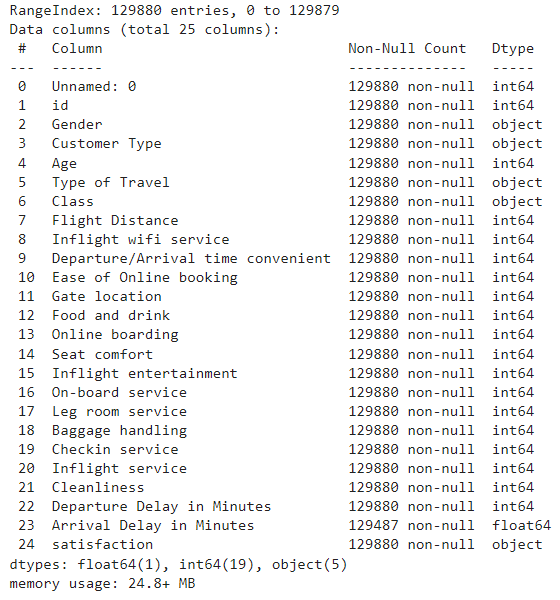 RangeIndex: 129880 entries, 0 to 129879
Data columns (total 25 columns):
 #   Column                             Non-Null Count   Dtype
---  ------                             --------------   -----
 0   Unnamed: 0                         129880 non-null  int64
 1   id                                 129880 non-null  int64
 2   Gender                             129880 non-null  object
 3   Customer Type                      129880 non-null  object
 4   Age                                129880 non-null  int64
 5   Type of Travel                     129880 non-null  object
 6   Class                              129880 non-null  object
 7   Flight Distance                    129880 non-null  int64
 8   Inflight wifi service              129880 non-null  int64
 9   Departure/Arrival time convenient  129880 non-null  int64
 10  Ease of Online booking             129880 non-null  int64
 11  Gate location                      129880 non-null  int64
 12  Food and drink                     129880 non-null  int64
 13  Online boarding                    129880 non-null  int64
 14  Seat comfort                       129880 non-null  int64
 15  Inflight entertainment             129880 non-null  int64
 16  On-board service                   129880 non-null  int64
 17  Leg room service                   129880 non-null  int64
 18  Baggage handling                   129880 non-null  int64
 19  Checkin service                    129880 non-null  int64
 20  Inflight service                   129880 non-null  int64
 21  Cleanliness                        129880 non-null  int64
 22  Departure Delay in Minutes         129880 non-null  int64
 23  Arrival Delay in Minutes           129487 non-null  float64
 24  satisfaction                       129880 non-null  object
dtypes: float64(1), int64(19), object(5)
memory usage: 24.8+ MB